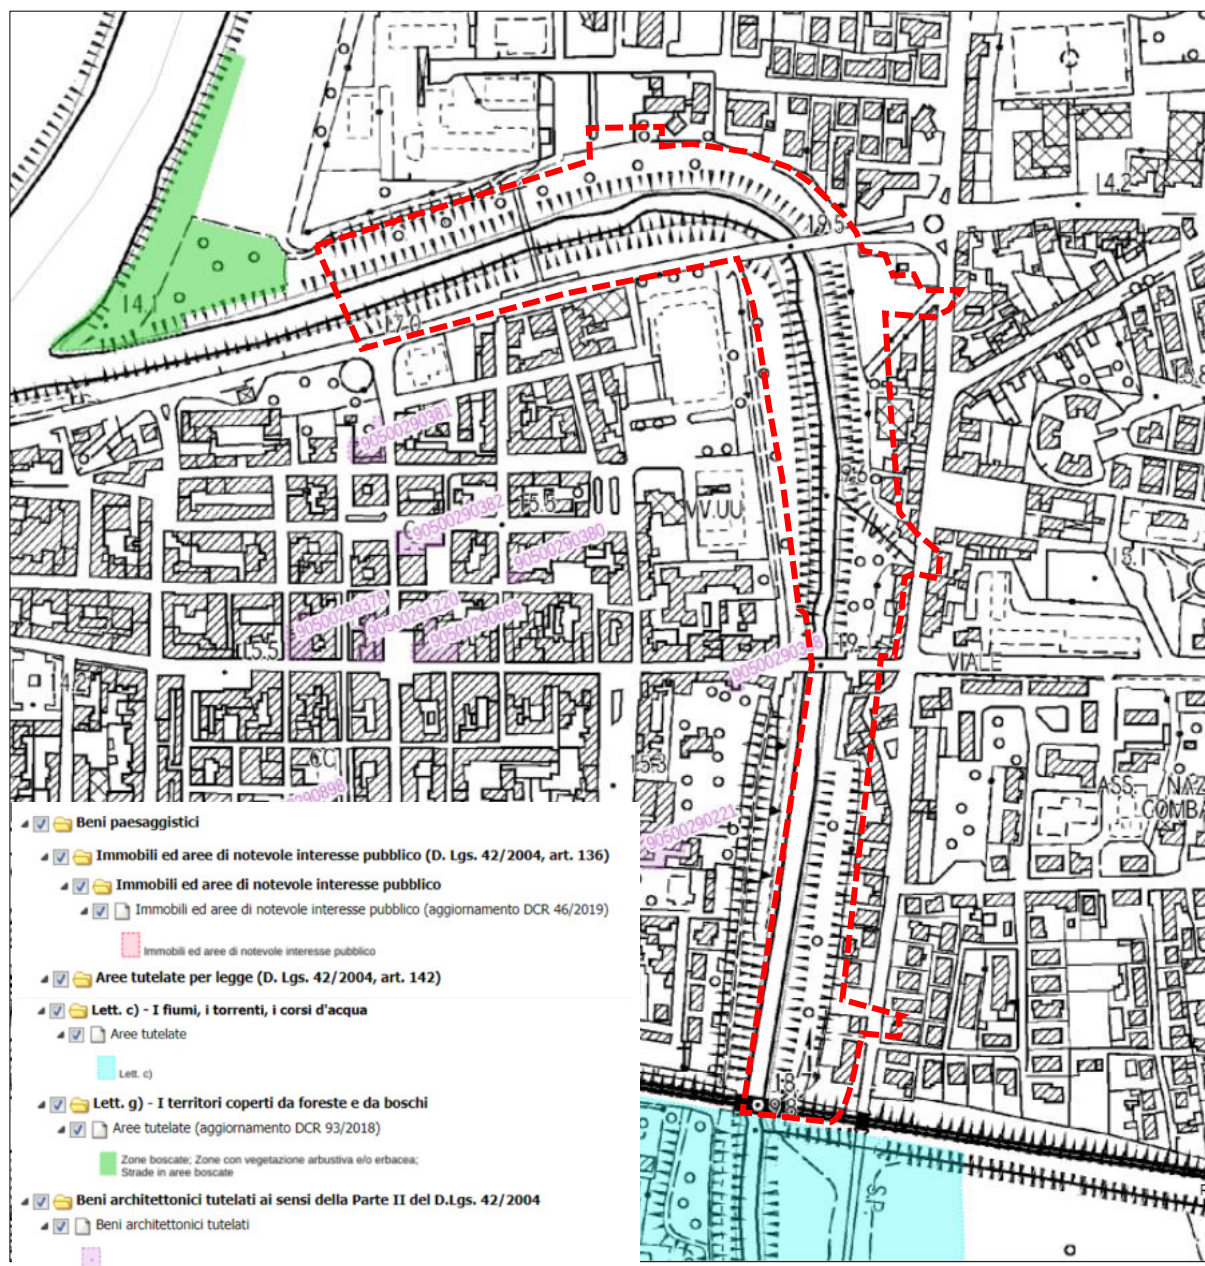 14.2
19.5
14.1
17.0
15.8
90500290381
90500290382
15.5
C
VV.UU
9.6
90500290380
15.1
90500290378
90500291220
90500290668
15.5
19.
VIALE
14.2
CC
15.3
ASS. NAZ
COMBA
290898
90500290221
Beni paesaggistici
Immobili ed aree di notevole interesse pubblico (D. Lgs. 42/2004, art. 136)
Immobili ed aree di notevole interesse pubblico
Immobili ed aree di notevole interesse pubblico (aggiornamento DCR 46/2019)
Immobili ed aree di notevole interesse pubblico
Aree tutelate per legge (D. Lgs. 42/2004, art. 142)
Lett. c) - I fiumi, i torrenti, i corsi d'acqua
Aree tutelate
Lett. c)
Lett. g) - I territori coperti da foreste e da boschi
Aree tutelate (aggiornamento DCR 93/2018)
Zone boscate; Zone con vegetazione arbustiva e/o erbacea;
Strade in aree boscate
Beni architettonici tutelati ai sensi della Parte II del D.Lgs. 42/2004
Beni architettonici tutelati
9.8
S.P.